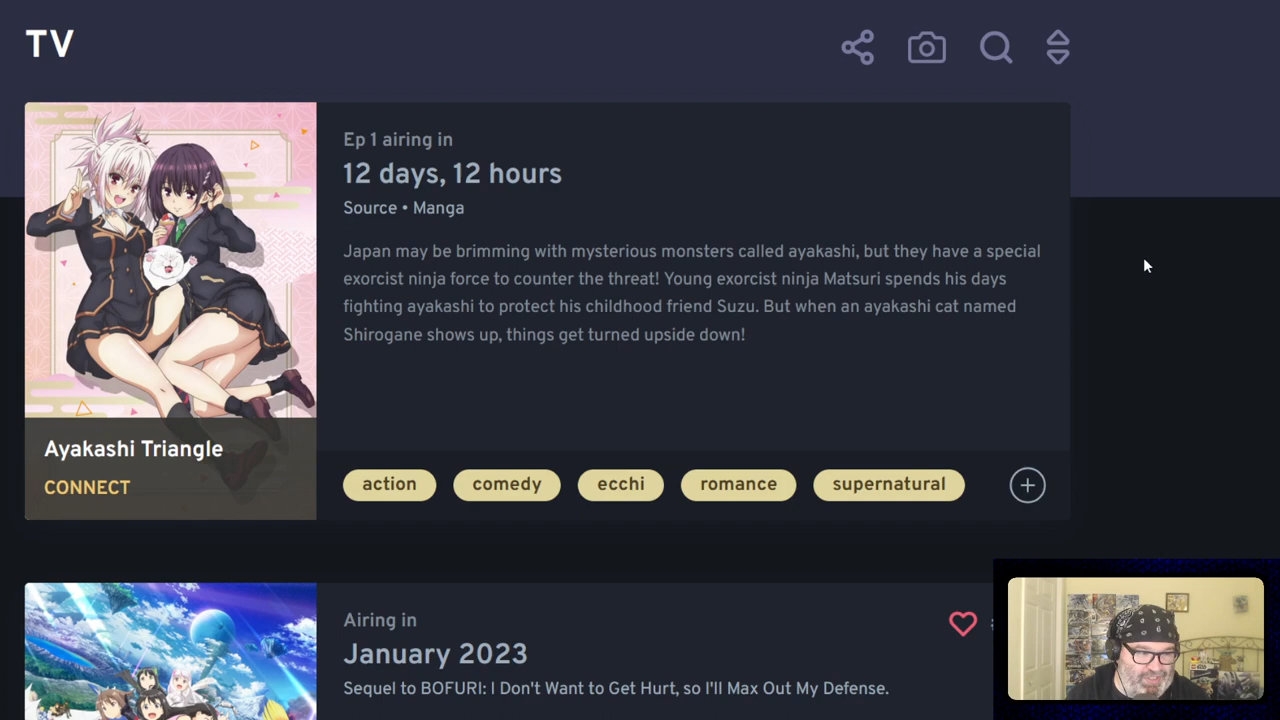 TV
Ep 1 airing in
12 days, 12 hours
Source • Manga
Japan may be brimming with mysterious monsters called ayakashi, but they have a special
exorcist ninja force to counter the threat! Young exorcist ninja Matsuri spends his days
fighting ayakashi to protect his childhood friend Suzu. But when an ayakashi cat named
Shirogane shows up, things get turned upside down!
Ayakashi Triangle
CONNECT
action comedy ecchi romance supernatural
Airing in
January 2023
Sequel to BOFURI: I Don't Want to Get Hurt, so I'll Max Out My Defense.